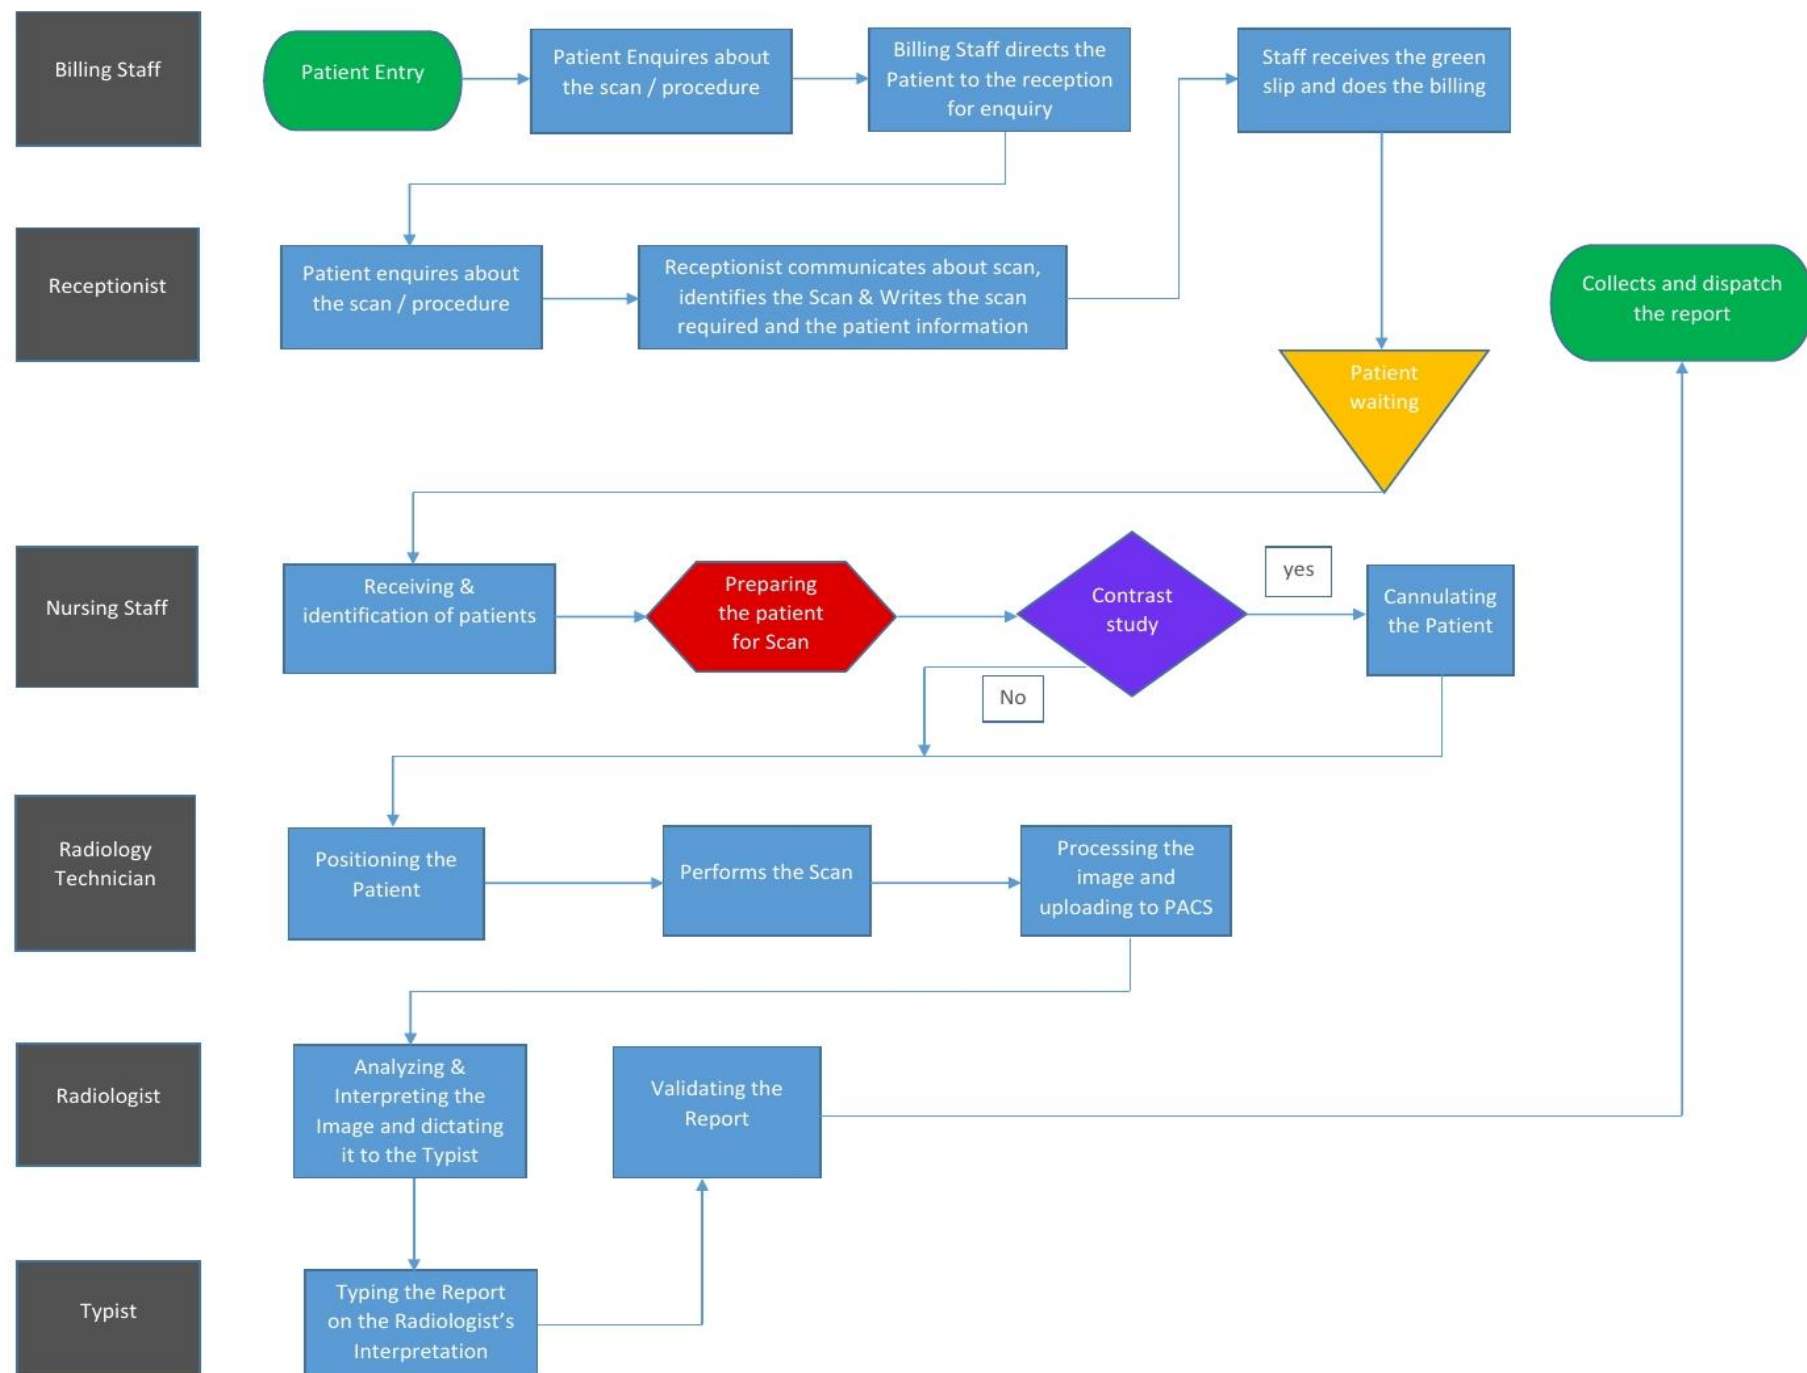 Billing Staff
Patient Entry
Patient Enquires about
the scan / procedure
Billing Staff directs the
Patient to the reception
for enquiry
Staff receives the green
slip and does the billing
Receptionist
Patient enquires about
the scan / procedure
Receptionist communicates about scan,
identifies the Scan & Writes the scan
required and the patient information
Collects and dispatch
the report
Patient
waiting
Nursing Staff
Receiving &
identification of patients
Preparing
the patient
for Scan
Contrast
study
yes
Cannulating
the Patient
No
Radiology
Technician
Positioning the
Patient
Performs the Scan
Processing the
image and
uploading to PACS
Radiologist
Analyzing &
Interpreting the
Image and dictating
it to the Typist
Validating the
Report
Typist
Typing the Report
on the Radiologist’s
Interpretation